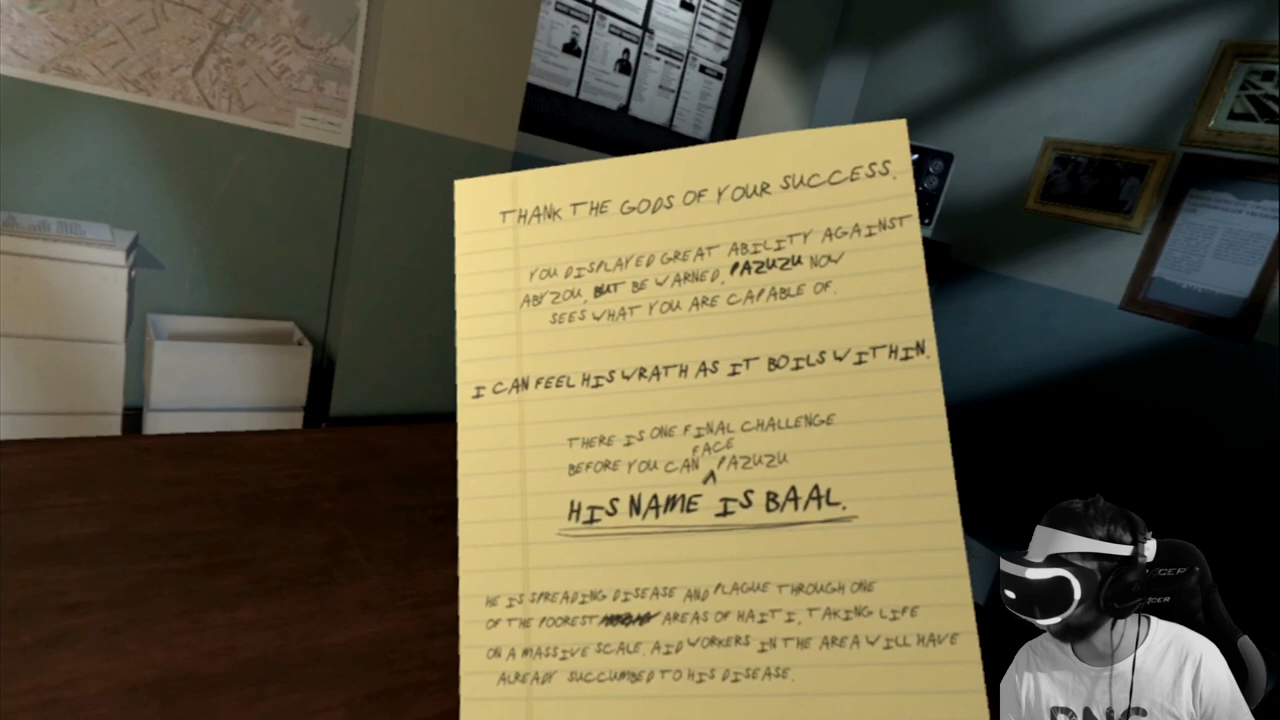 THANK THE GODS OF YOUR SUCCESS.
YOU DISPLAYED GREAT ABILITY AGAINST
ABYZOU, BUT BE WARNED, PAZUZU NOW
SEES WHAT YOU ARE CAPABLE OF.
I CAN FEEL HIS WRATH AS IT BOILS WITHIN.
THERE IS ONE FINAL CHALLENGE
FACE
BEFORE YOU CAN ^ PAZUZU
HIS NAME IS BAAL.
HE IS SPREADING DISEASE AND PLAGUE THROUGH ONE
OF THE POOREST AREAS OF HAITI, TAKING LIFE
ON A MASSIVE SCALE. AID WORKERS IN THE AREA WILL HAVE
ALREADY SUCCUMBED TO HIS DISEASE.